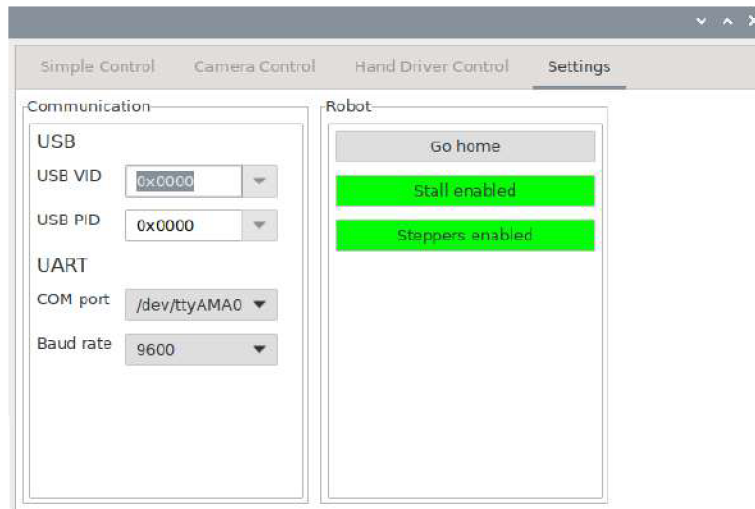 Simple Control Camera Control Hand Driver Control Settings
Communication
USB
USB VID 0x0000
USB PID 0x0000
UART
COM port /dev/ttyAMA0
Baud rate 9600
Robot
Go home
Stall enabled
Steppers enabled